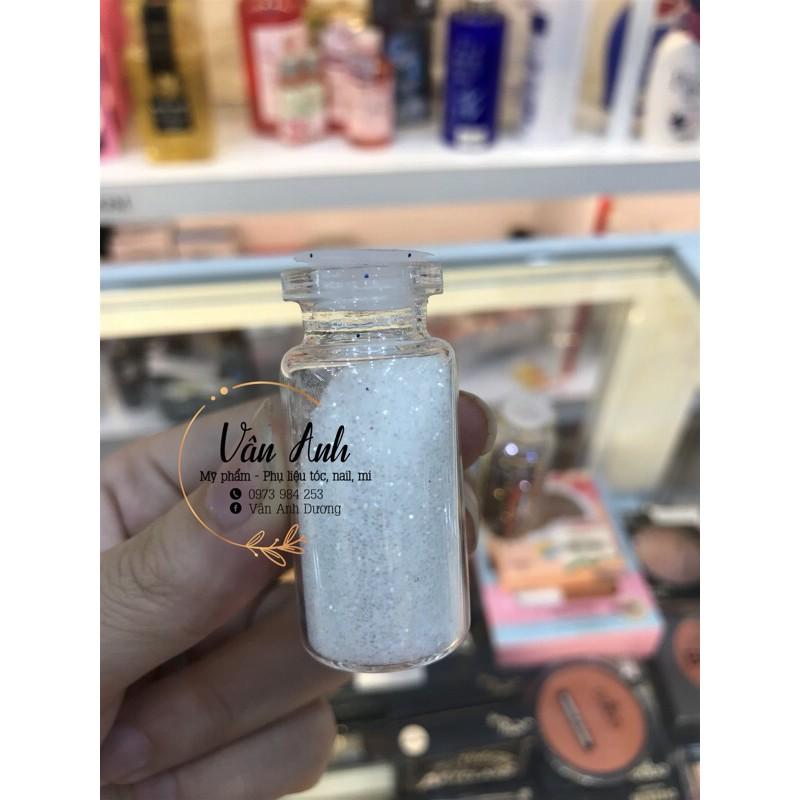 Vân Anh
Mỹ phẩm - Phụ liệu tóc, nail, mi
0973 984 253
Vân Anh Dương